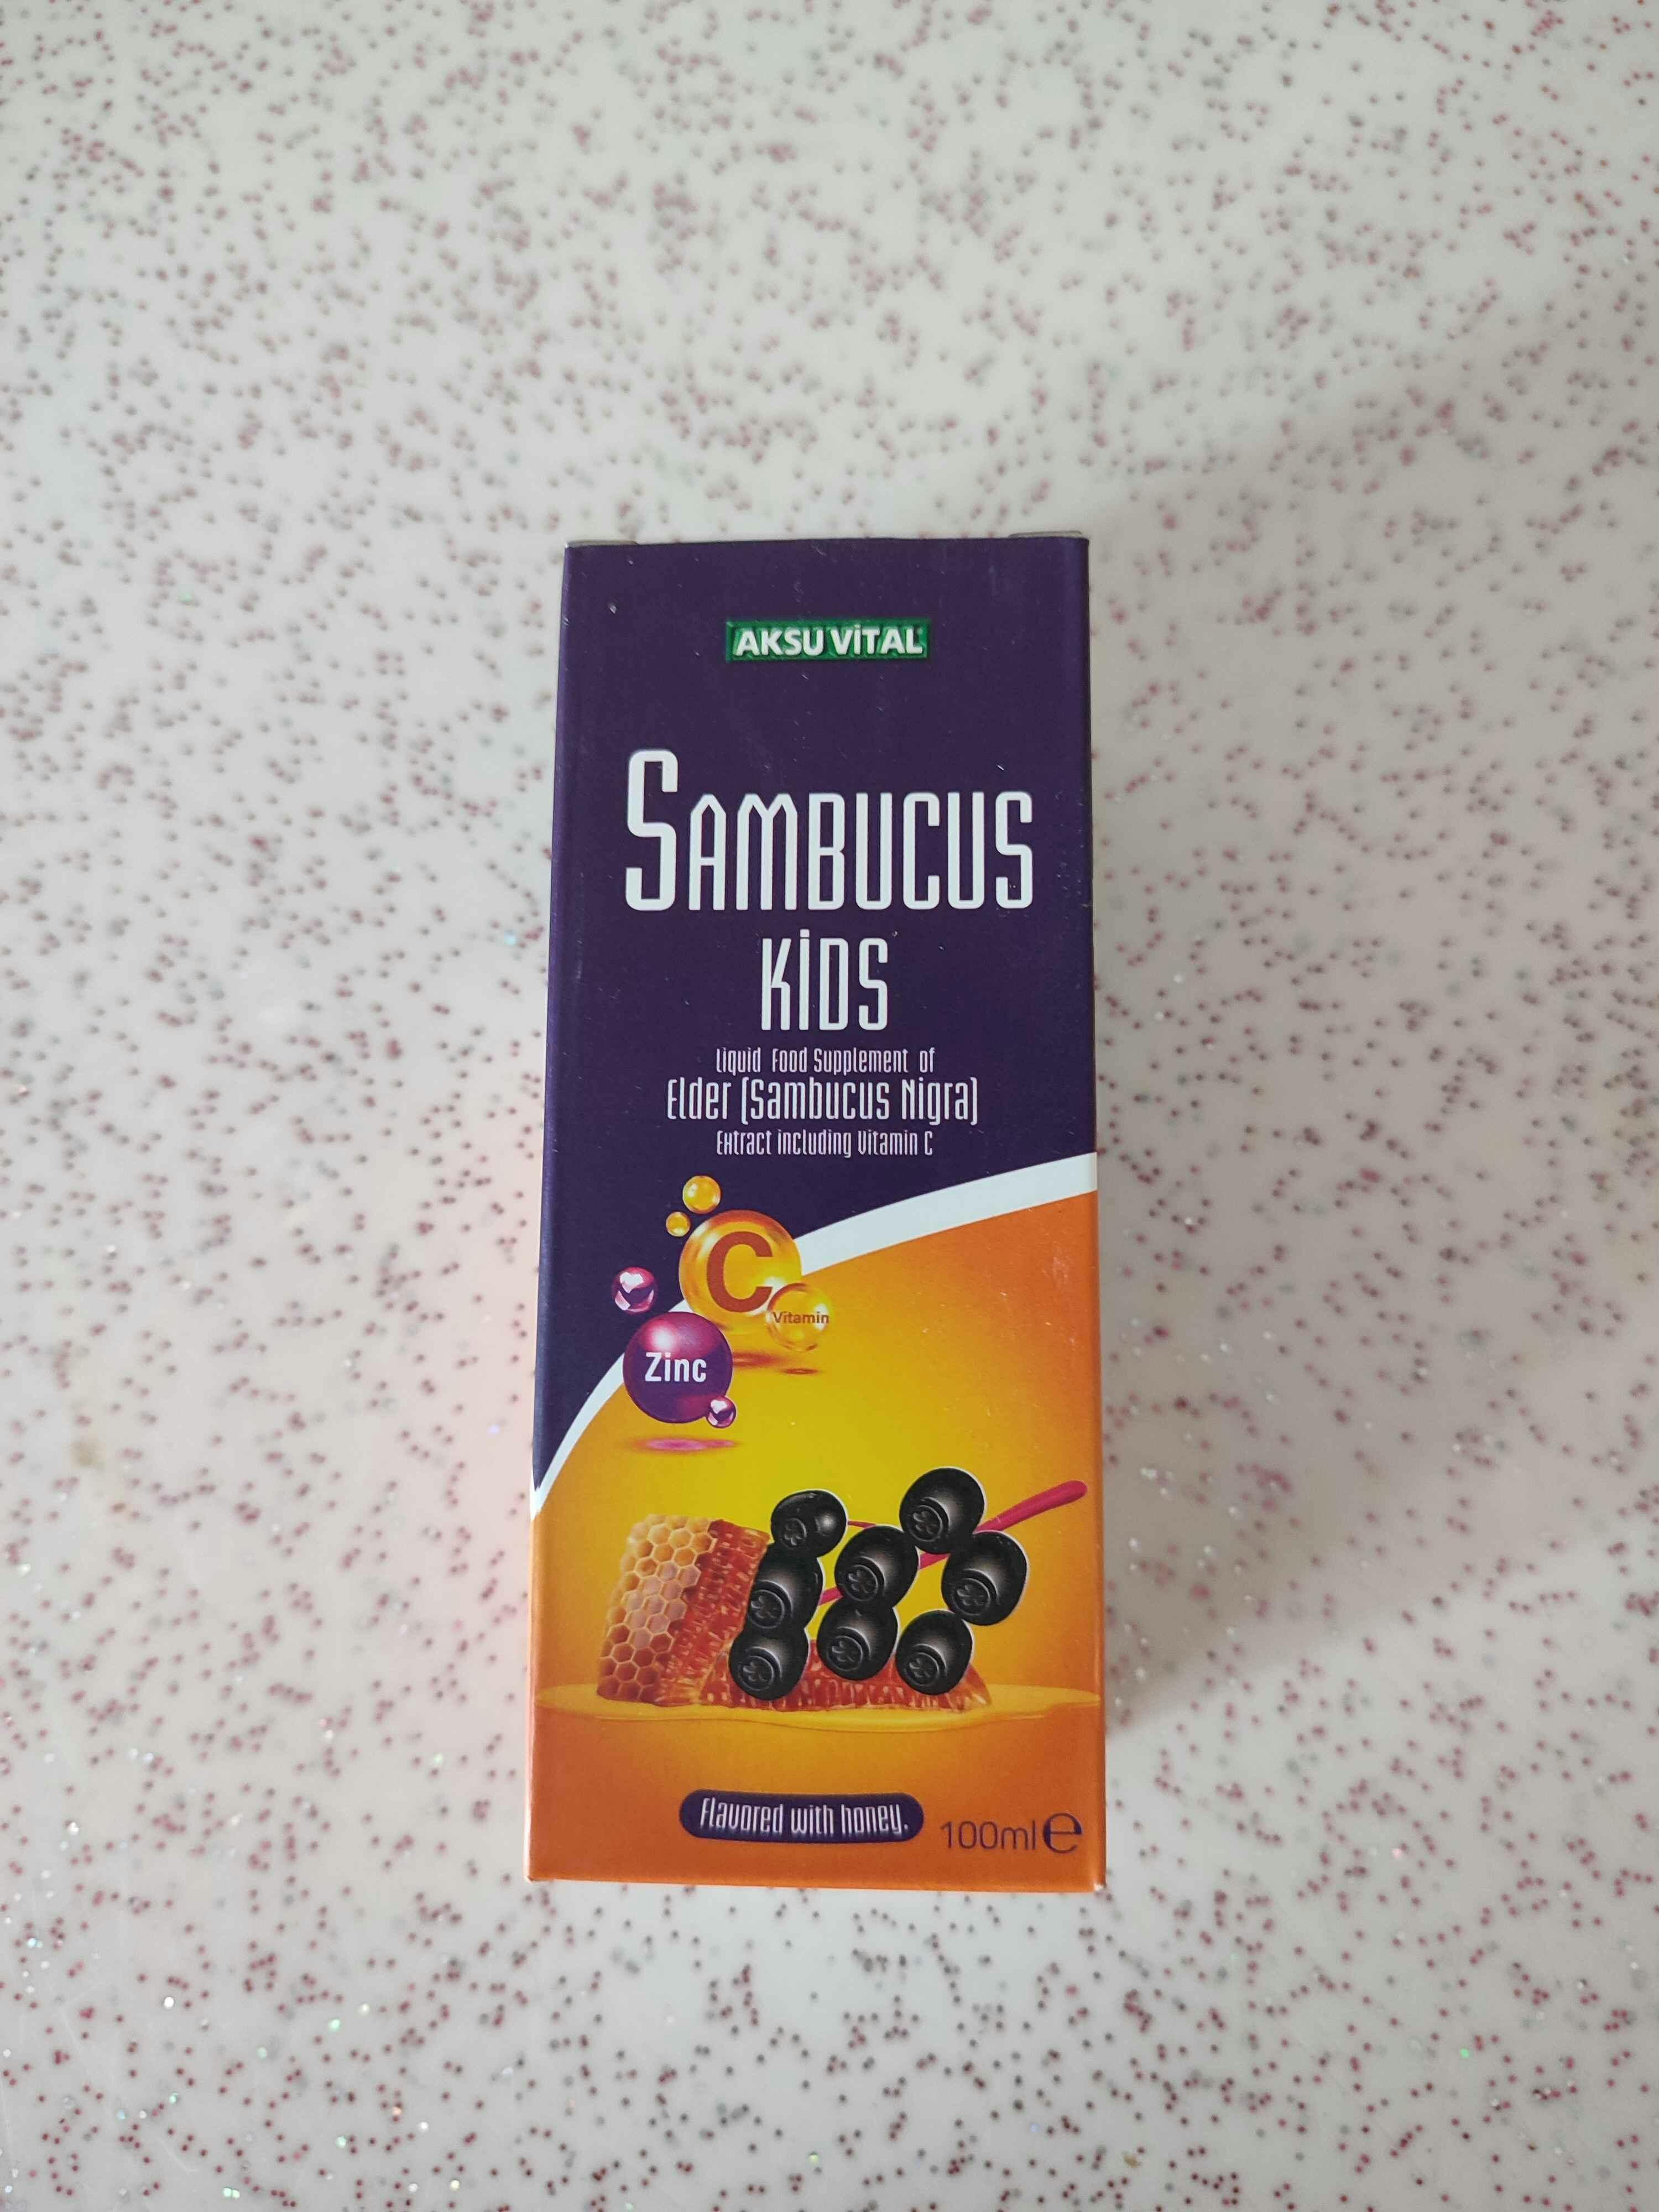 AKSU VİTAL
SAMBUCUS
KİDS
Liquid Food Supplement of
Elder (Sambucus Nigra)
Extract including Vitamin C
C
Vitamin
Zinc
Flavored with honey.
100ml e